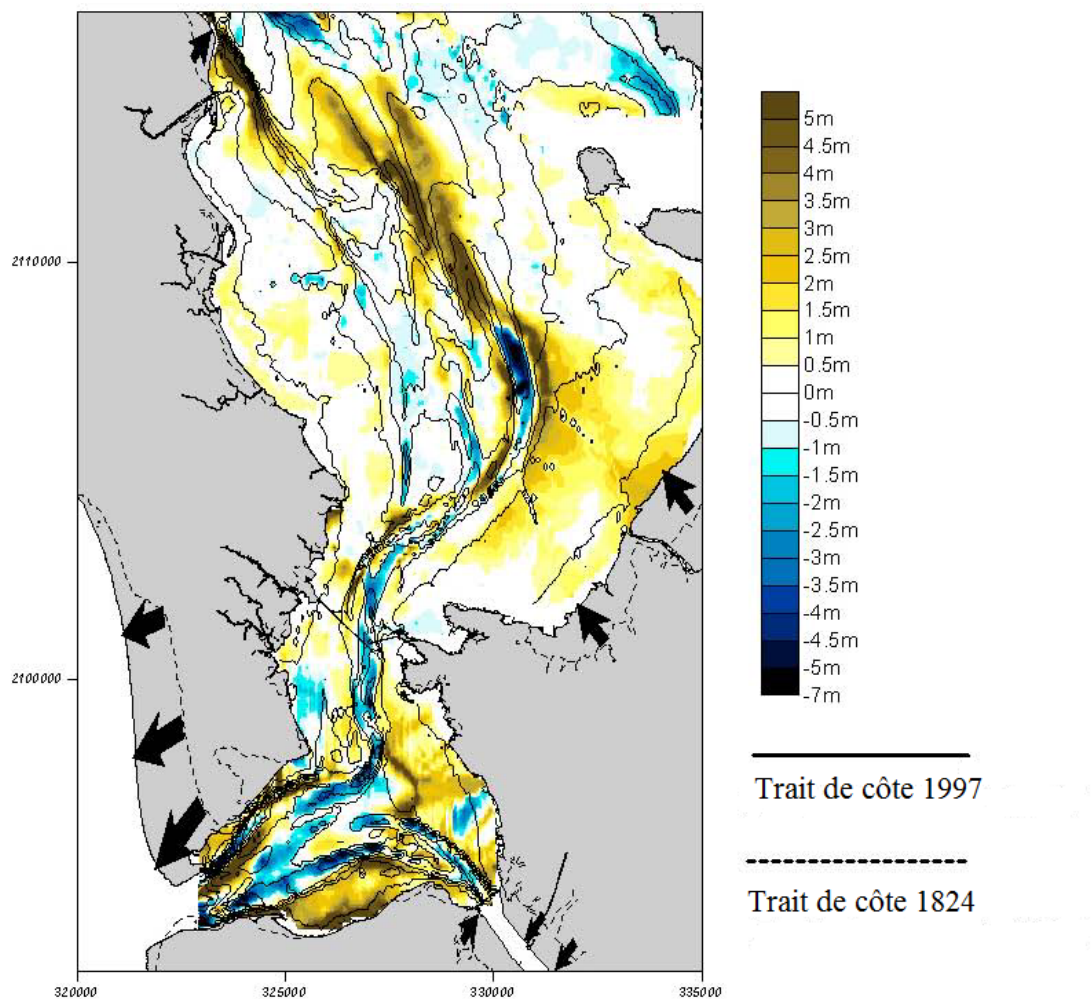 2110000
2100000
320000
325000
330000
335000
5m
4.5m
4m
3.5m
3m
2.5m
2m
1.5m
1m
0.5m
0m
-0.5m
-1m
-1.5m
-2m
-2.5m
-3m
-3.5m
-4m
-4.5m
-5m
-7m
Trait de côte 1997
Trait de côte 1824